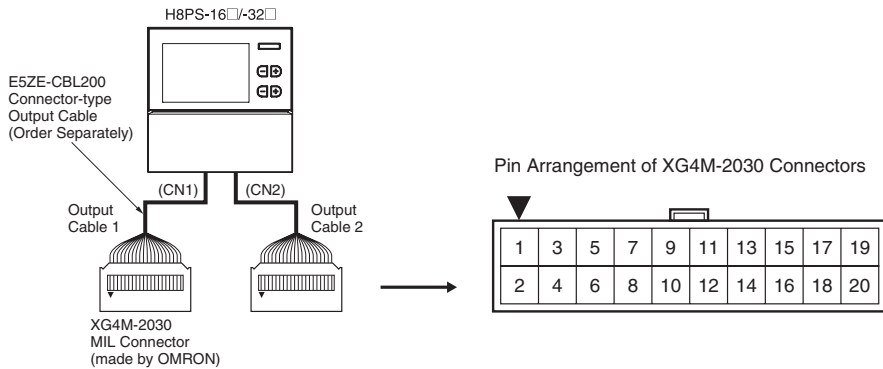 H8PS-16□/-32□
E5ZE-CBL200
Connector-type
Output Cable
(Order Separately)
(CN1)
(CN2)
Output
Cable 1
Output
Cable 2
XG4M-2030
MIL Connector
(made by OMRON)
Pin Arrangement of XG4M-2030 Connectors
1 3 5 7 9 11 13 15 17 19
2 4 6 8 10 12 14 16 18 20